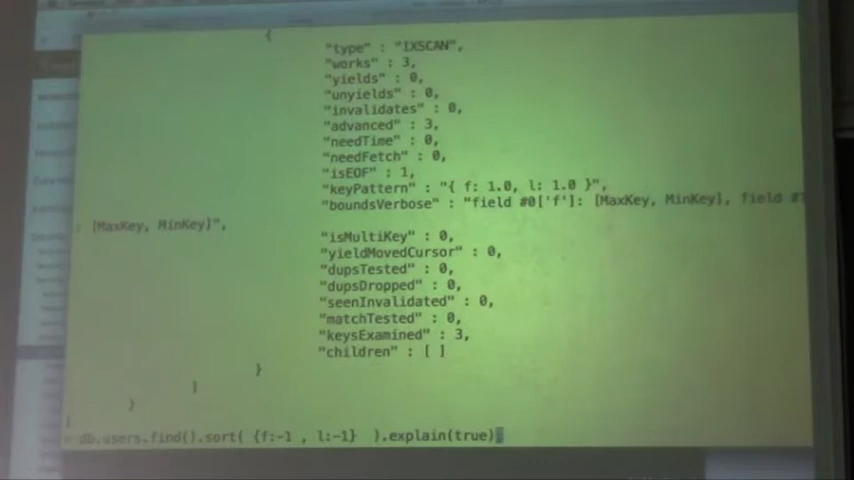 {
"type" : "IXSCAN",
"works" : 3,
"yields" : 0,
"unyields" : 0,
"invalidates" : 0,
"advanced" : 3,
"needTime" : 0,
"needFetch" : 0,
"isEOF" : 1,
"keyPattern" : "{ f: 1.0, l: 1.0 }",
"boundsVerbose" : "field #0['f']: [MaxKey, MinKey], field #
: [MaxKey, MinKey]",
"isMultiKey" : 0,
"yieldMovedCursor" : 0,
"dupsTested" : 0,
"dupsDropped" : 0,
"seenInvalidated" : 0,
"matchTested" : 0,
"keysExamined" : 3,
"children" : [ ]
}
]
}
> db.users.find().sort( {f:-1 , l:-1}  ).explain(true)